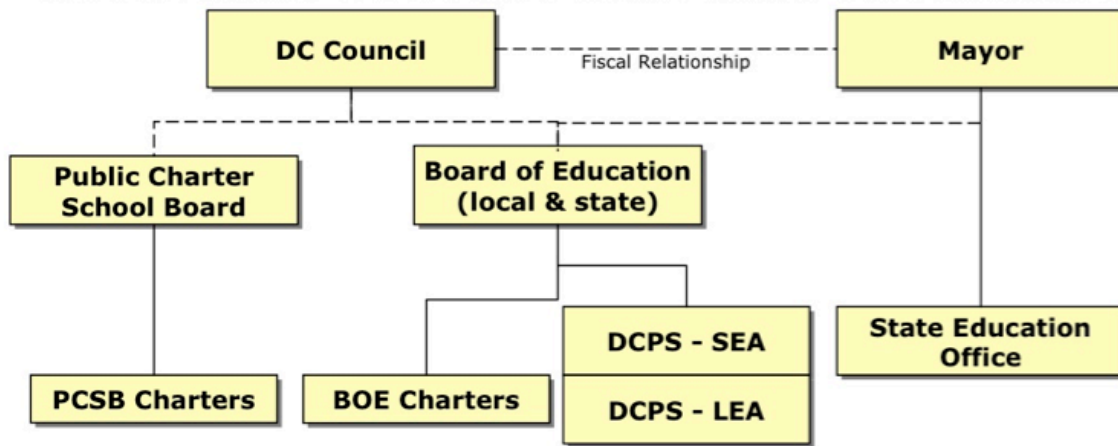 DC Council
Fiscal Relationship
Mayor
Public Charter
School Board
Board of Education
(local & state)
DCPS - SEA
State Education
Office
PCSB Charters
BOE Charters
DCPS - LEA